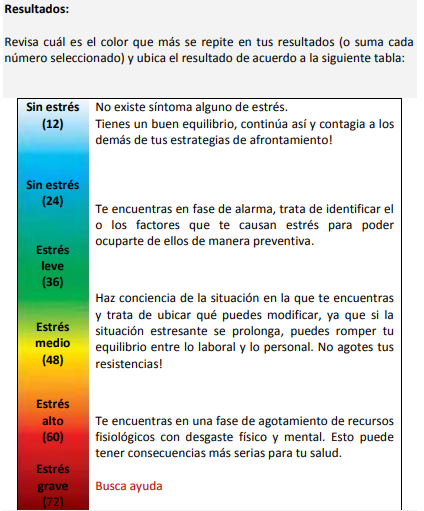 Resultados:
Revisa cuál es el color que más se repite en tus resultados (o suma cada
número seleccionado) y ubica el resultado de acuerdo a la siguiente tabla:
Sin estrés
(12)
No existe síntoma alguno de estrés.
Tienes un buen equilibrio, continúa así y contagia a los
demás de tus estrategias de afrontamiento!
Sin estrés
(24)
Te encuentras en fase de alarma, trata de identificar el
o los factores que te causan estrés para poder
ocuparte de ellos de manera preventiva.
Estrés
leve
(36)
Haz conciencia de la situación en la que te encuentras
y trata de ubicar qué puedes modificar, ya que si la
situación estresante se prolonga, puedes romper tu
equilibrio entre lo laboral y lo personal. No agotes tus
resistencias!
Estrés
medio
(48)
Estrés
alto
(60)
Te encuentras en una fase de agotamiento de recursos
fisiológicos con desgaste físico y mental. Esto puede
tener consecuencias más serias para tu salud.
Estrés
grave
(72)
Busca ayuda